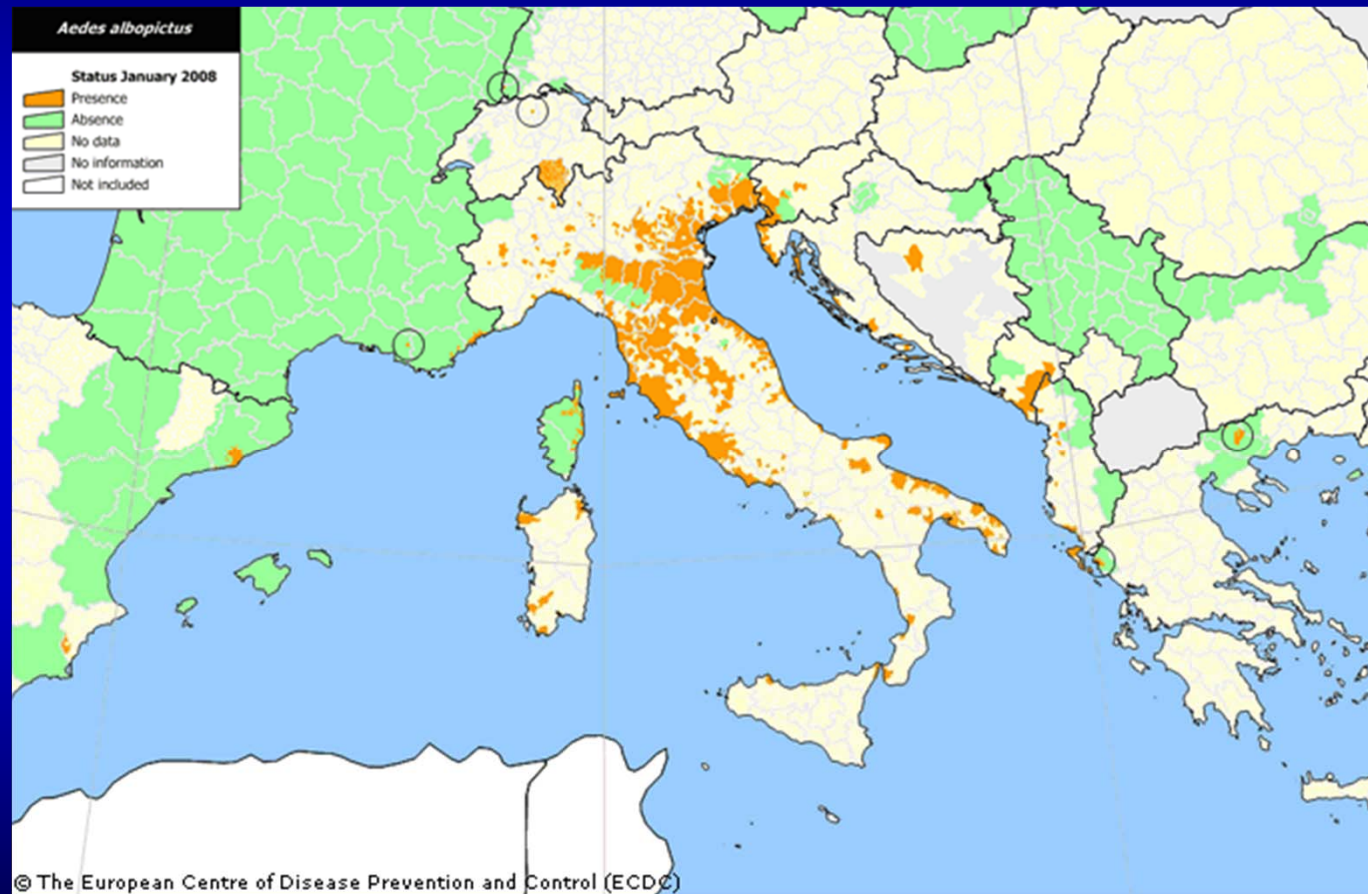 Aedes albopictus
Status January 2008
Presence
Absence
No data
No information
Not included
© The European Centre of Disease Prevention and Control (ECDC)